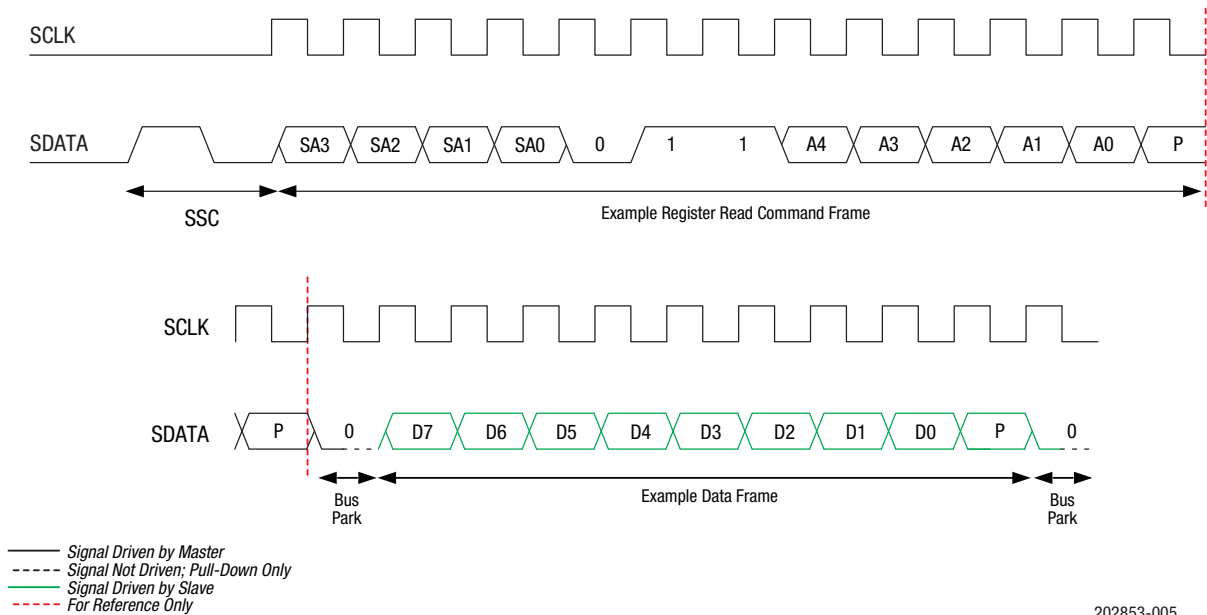 SCLK
SDATA
SA3 SA2 SA1 SA0 0 1 1 A4 A3 A2 A1 A0 P
SSC
Example Register Read Command Frame
SCLK
SDATA
P 0 D7 D6 D5 D4 D3 D2 D1 D0 P 0
Bus
Park
Example Data Frame
Bus
Park
Signal Driven by Master
Signal Not Driven; Pull-Down Only
Signal Driven by Slave
For Reference Only
202853-005